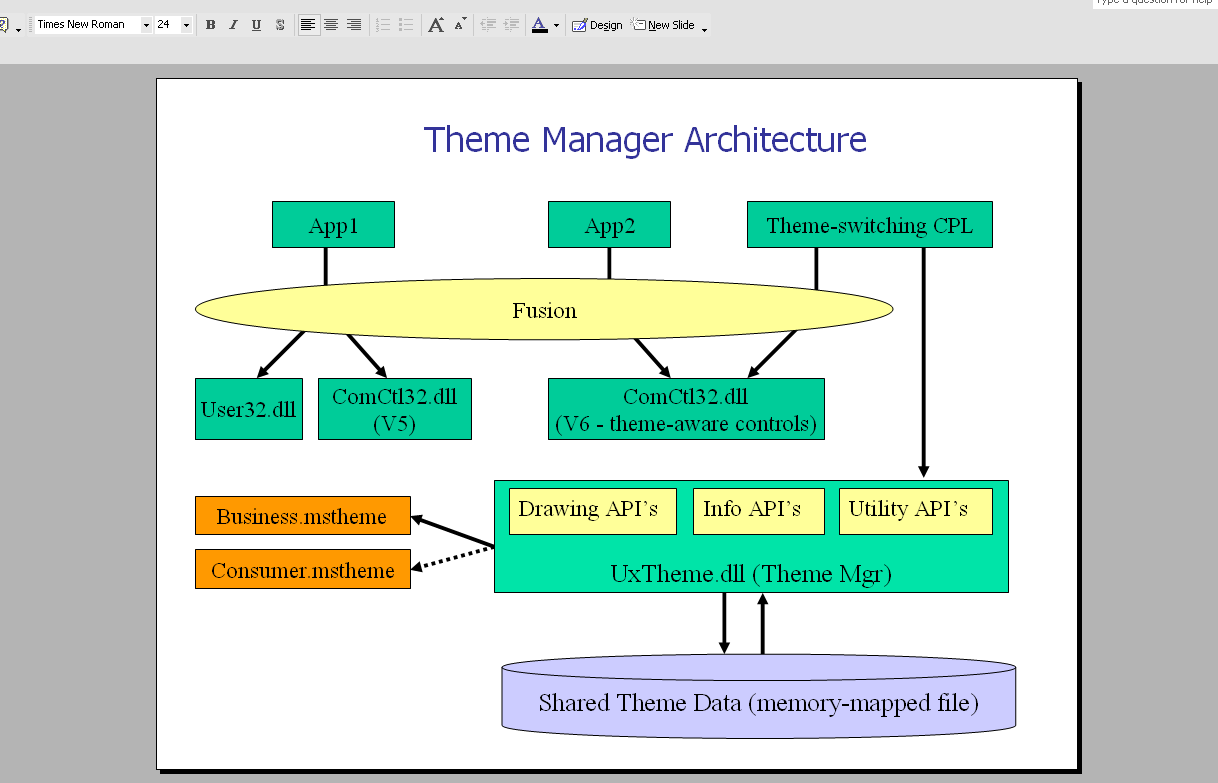 Type a question for help
Times New Roman 24 B I U S A A A Design New Slide
Theme Manager Architecture
App1 App2 Theme-switching CPL
Fusion
User32.dll
ComCtl32.dll
(V5)
ComCtl32.dll
(V6 - theme-aware controls)
Business.mstheme
Consumer.mstheme
Drawing API’s Info API’s Utility API’s
UxTheme.dll (Theme Mgr)
Shared Theme Data (memory-mapped file)